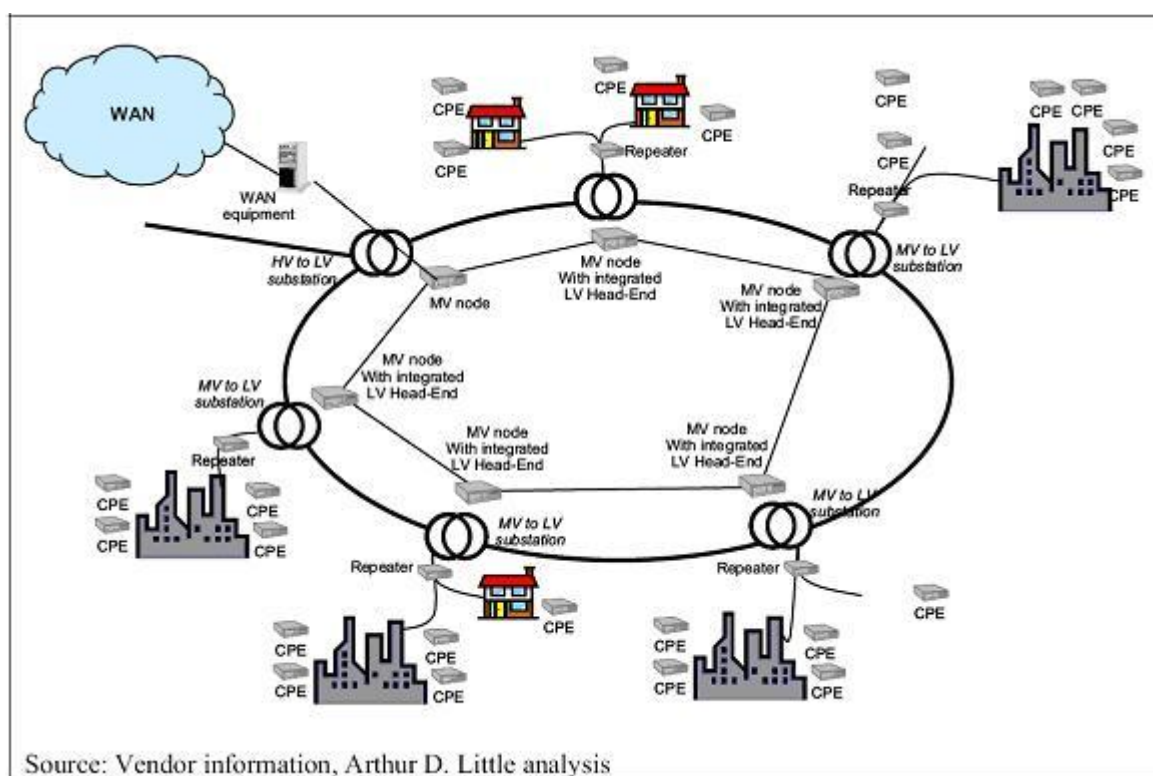 WAN
WAN
equipment
CPE
CPE
CPE
CPE
Repeater
CPE
CPE
Repeater
CPE
CPE
CPE
CPE
HV to LV
substation
MV node
MV node
With integrated
LV Head-End
MV node
With integrated
LV Head-End
MV to LV
substation
MV to LV
substation
MV node
With integrated
LV Head-End
MV node
With integrated
LV Head-End
MV node
With integrated
LV Head-End
Repeater
CPE
CPE
CPE
CPE
MV to LV
substation
MV to LV
substation
Repeater
CPE
CPE
CPE
CPE
CPE
Repeater
CPE
CPE
CPE
CPE
CPE
Source: Vendor information, Arthur D. Little analysis